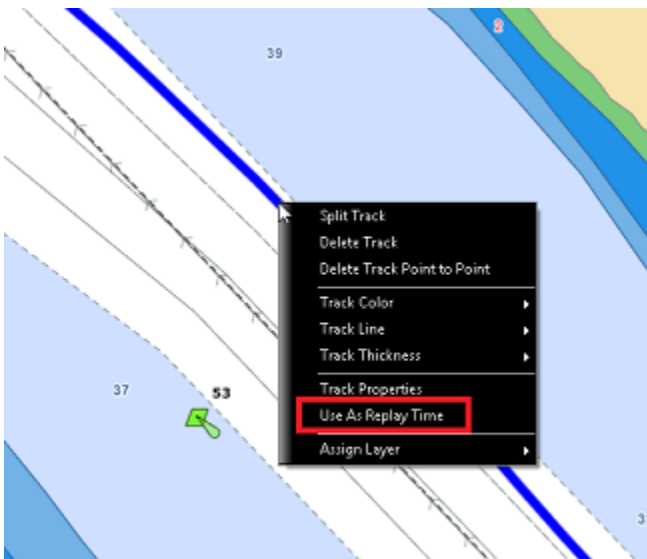 2
39
Split Track
Delete Track
Delete Track Point to Point
Track Color
Track Line
Track Thickness
Track Properties
Use As Replay Time
Assign Layer
37
53